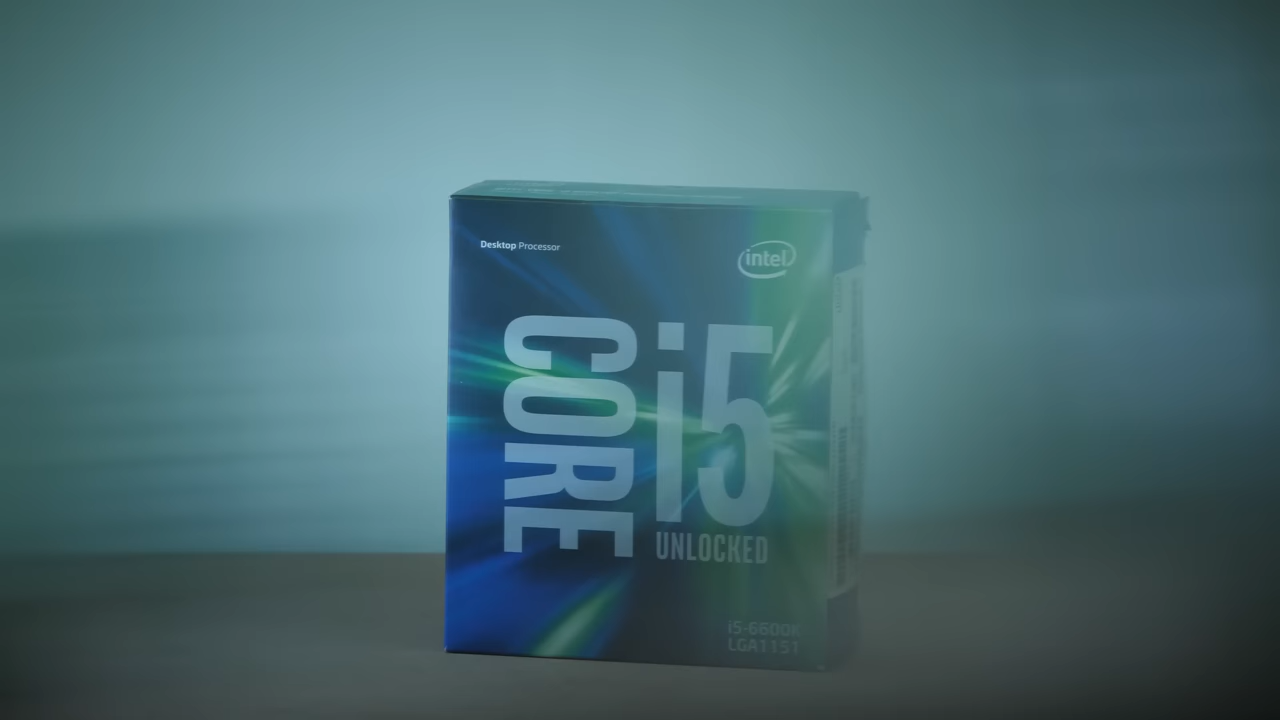 Desktop Processor
intel
CORE i5
UNLOCKED
i5-6600K
LGA1151